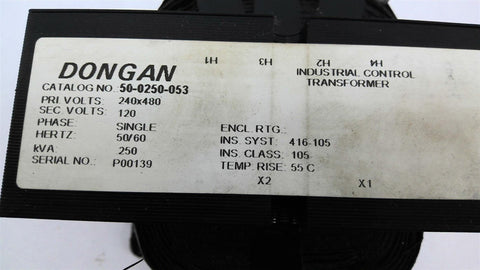 H1 H3 H2 H4
DONGAN
INDUSTRIAL CONTROL
TRANSFORMER
CATALOG NO.: 50-0250-053
PRI VOLTS: 240x480
SEC. VOLTS: 120
PHASE: SINGLE
HERTZ: 50/60
kVA: 250
SERIAL NO.: P00139
ENCL. RTG.:
INS. SYST: 416-105
INS. CLASS: 105
TEMP. RISE: 55 C
X2 X1